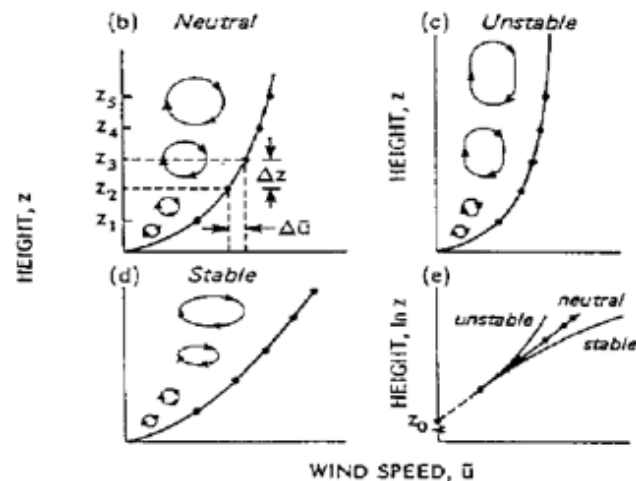 (b) Neutral
(c) Unstable
HEIGHT, z
z5
z4
z3
z2
z1
Δz
Δū
HEIGHT, z
(d) Stable
(e)
HEIGHT, ln z
unstable
neutral
stable
z0
WIND SPEED, ū